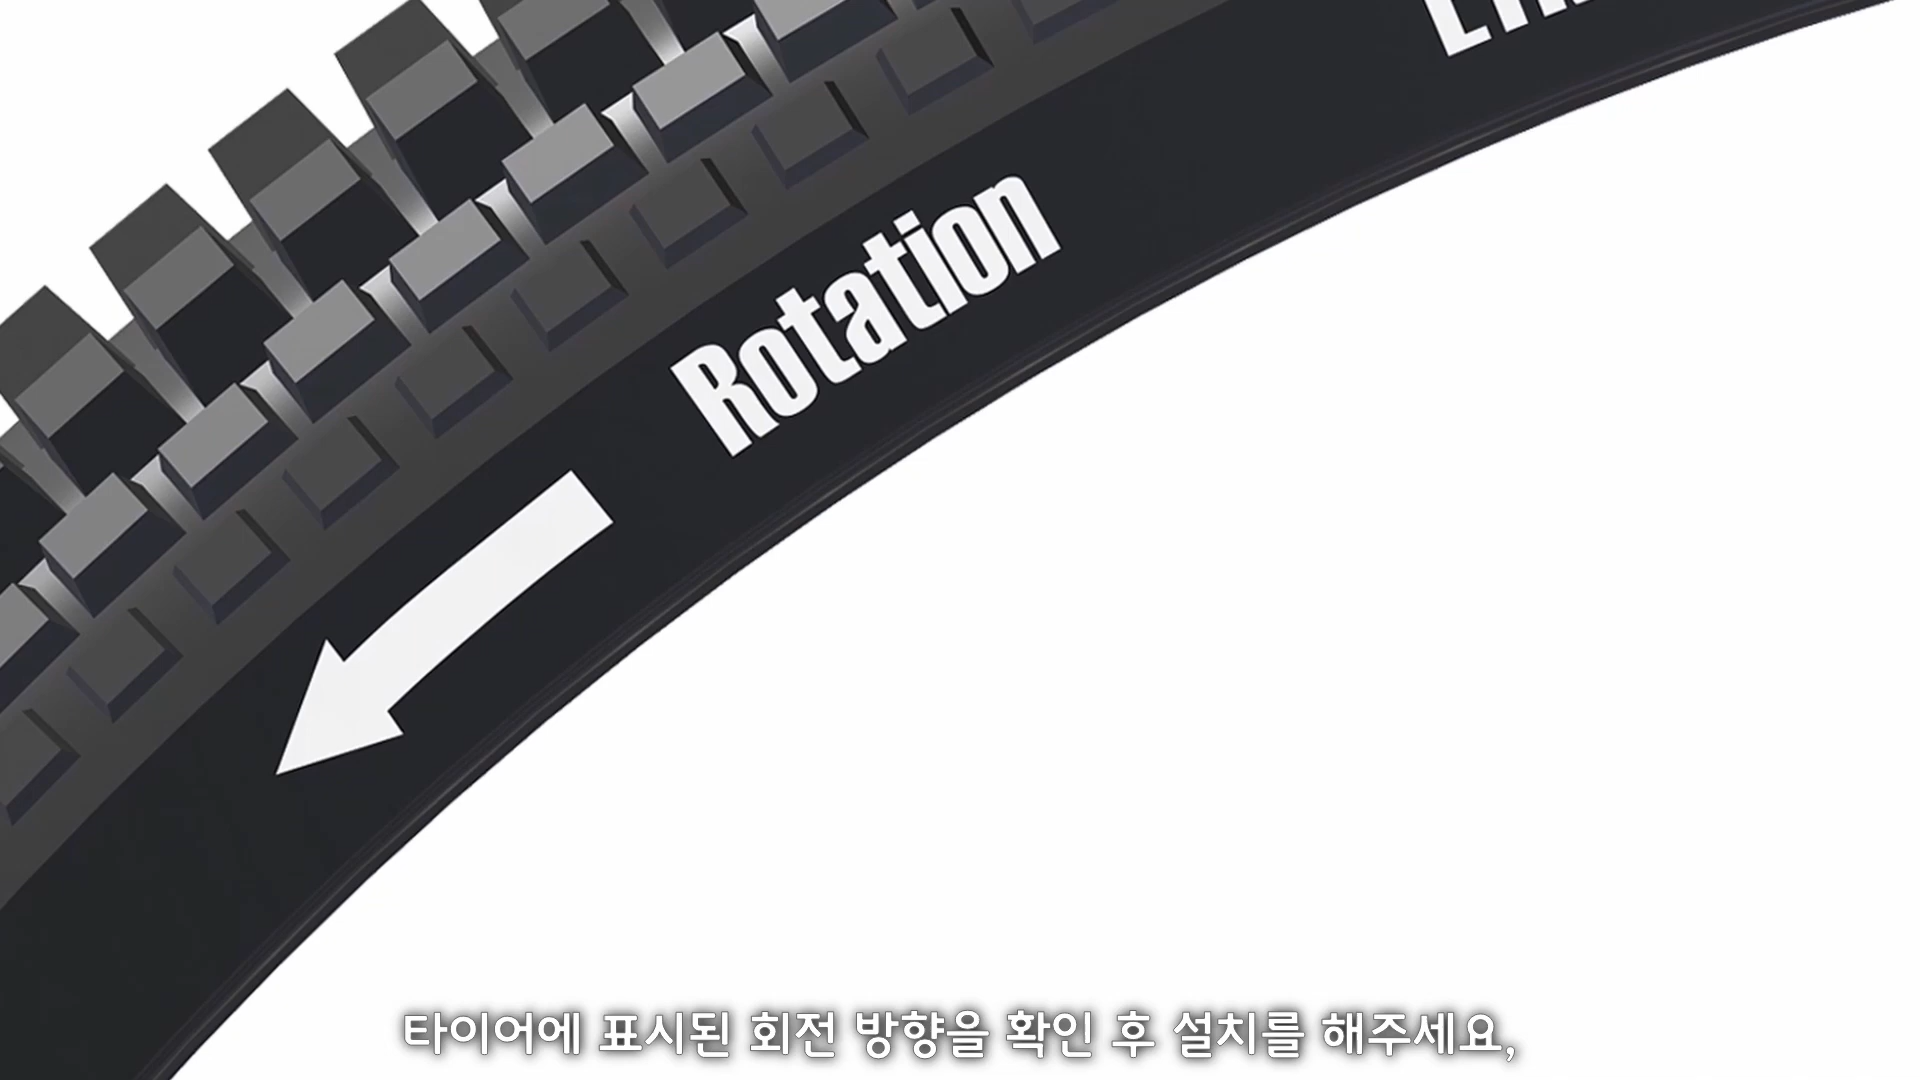 Rotation
타이어에 표시된 회전 방향을 확인 후 설치를 해주세요,